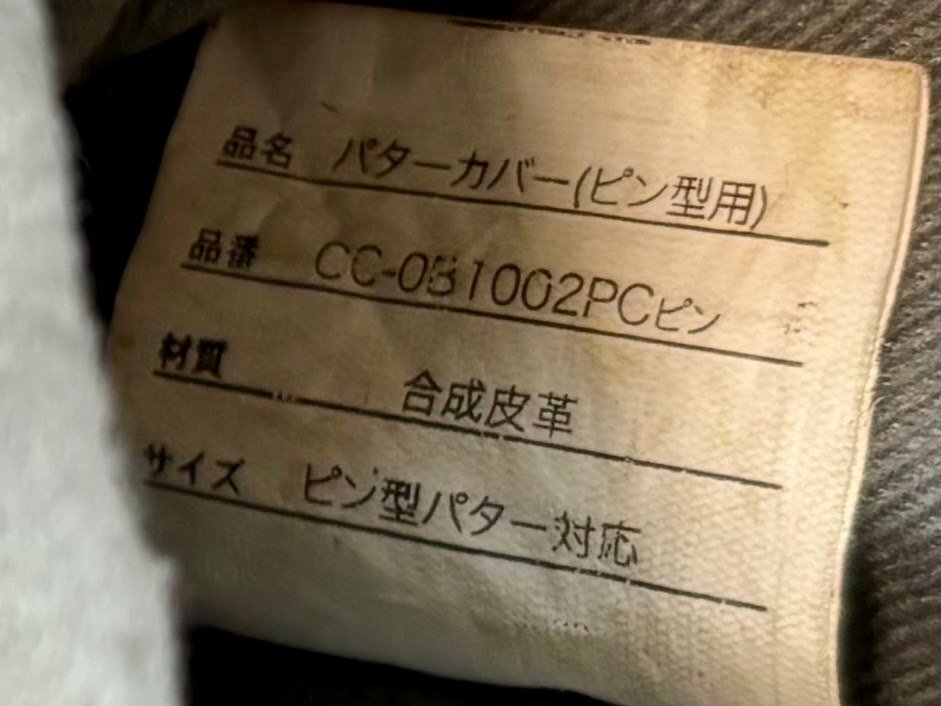 品名 パターカバー(ピン型用)
品番 CC-0B1002PCピン
材質 合成皮革
サイズ ピン型パター対応